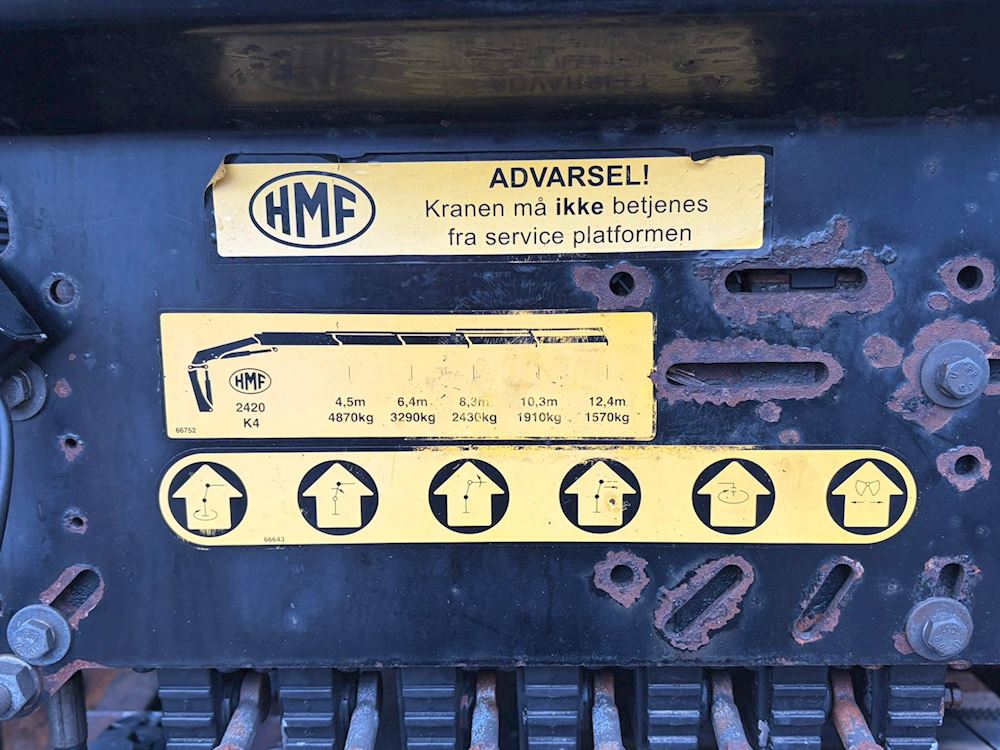 HMF
ADVARSEL!
Kranen må ikke betjenes
fra service platformen
HMF
2420
K4
4,5m 6,4m 8,3m 10,3m 12,4m
4870kg 3290kg 2430kg 1910kg 1570kg
66752
66643